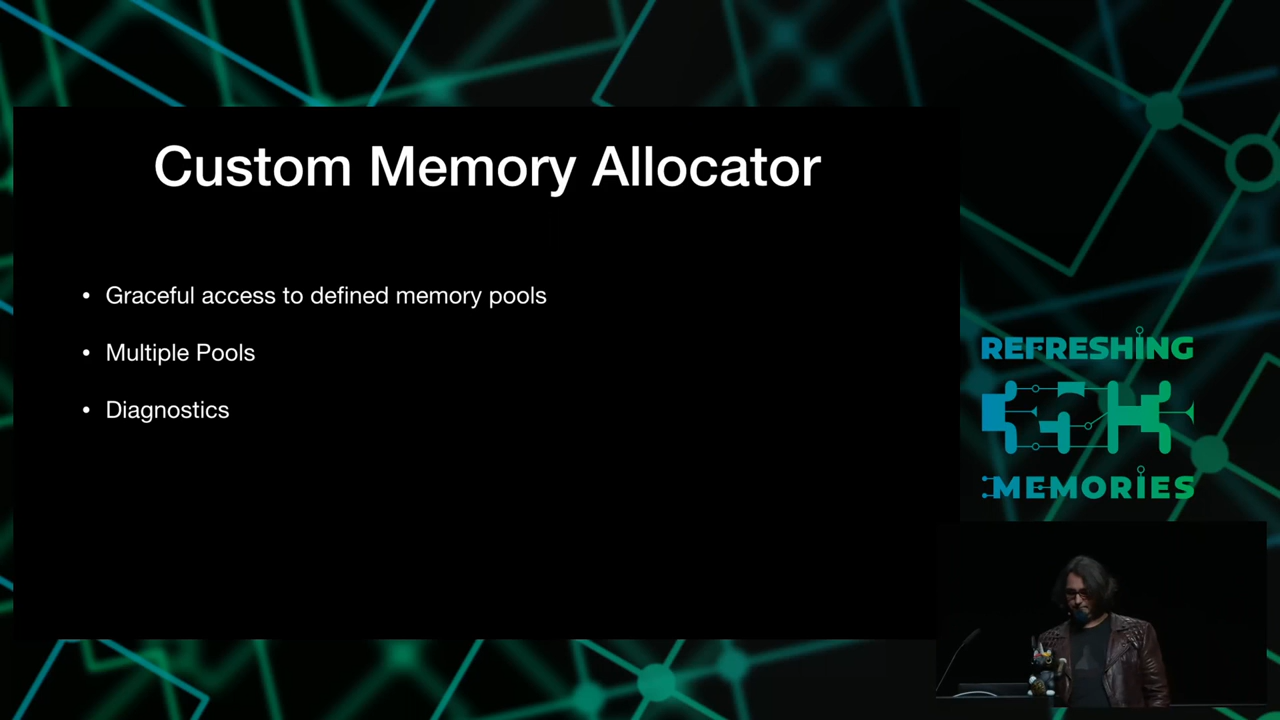 Custom Memory Allocator
• Graceful access to defined memory pools
• Multiple Pools
• Diagnostics
REFRESHING
MEMORIES